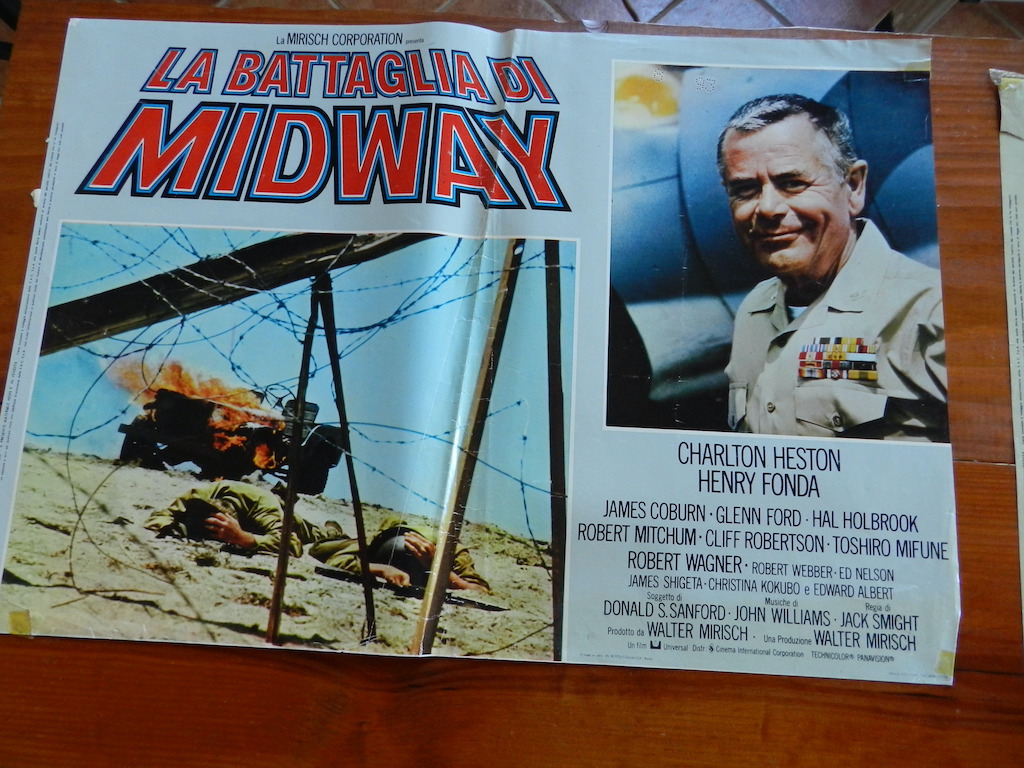 La MIRISCH CORPORATION presenta
LA BATTAGLIA DI
MIDWAY
CHARLTON HESTON
HENRY FONDA
JAMES COBURN · GLENN FORD · HAL HOLBROOK
ROBERT MITCHUM · CLIFF ROBERTSON · TOSHIRO MIFUNE
ROBERT WAGNER · ROBERT WEBBER · ED NELSON
JAMES SHIGETA · CHRISTINA KOKUBO e EDWARD ALBERT
Soggetto di Musiche di Regia di
DONALD S. SANFORD · JOHN WILLIAMS · JACK SMIGHT
Prodotto da WALTER MIRISCH · Una Produzione WALTER MIRISCH
Un film Universal Distr. Cinema International Corporation TECHNICOLOR® PANAVISION®